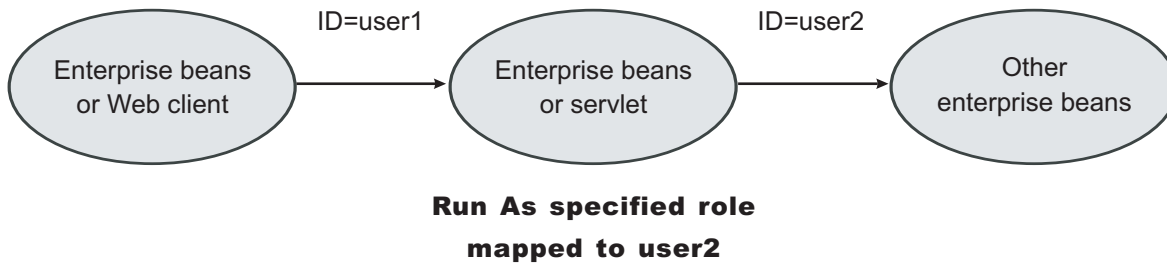 ID=user1
ID=user2
Enterprise beans
or Web client
Enterprise beans
or servlet
Other
enterprise beans
Run As specified role
mapped to user2